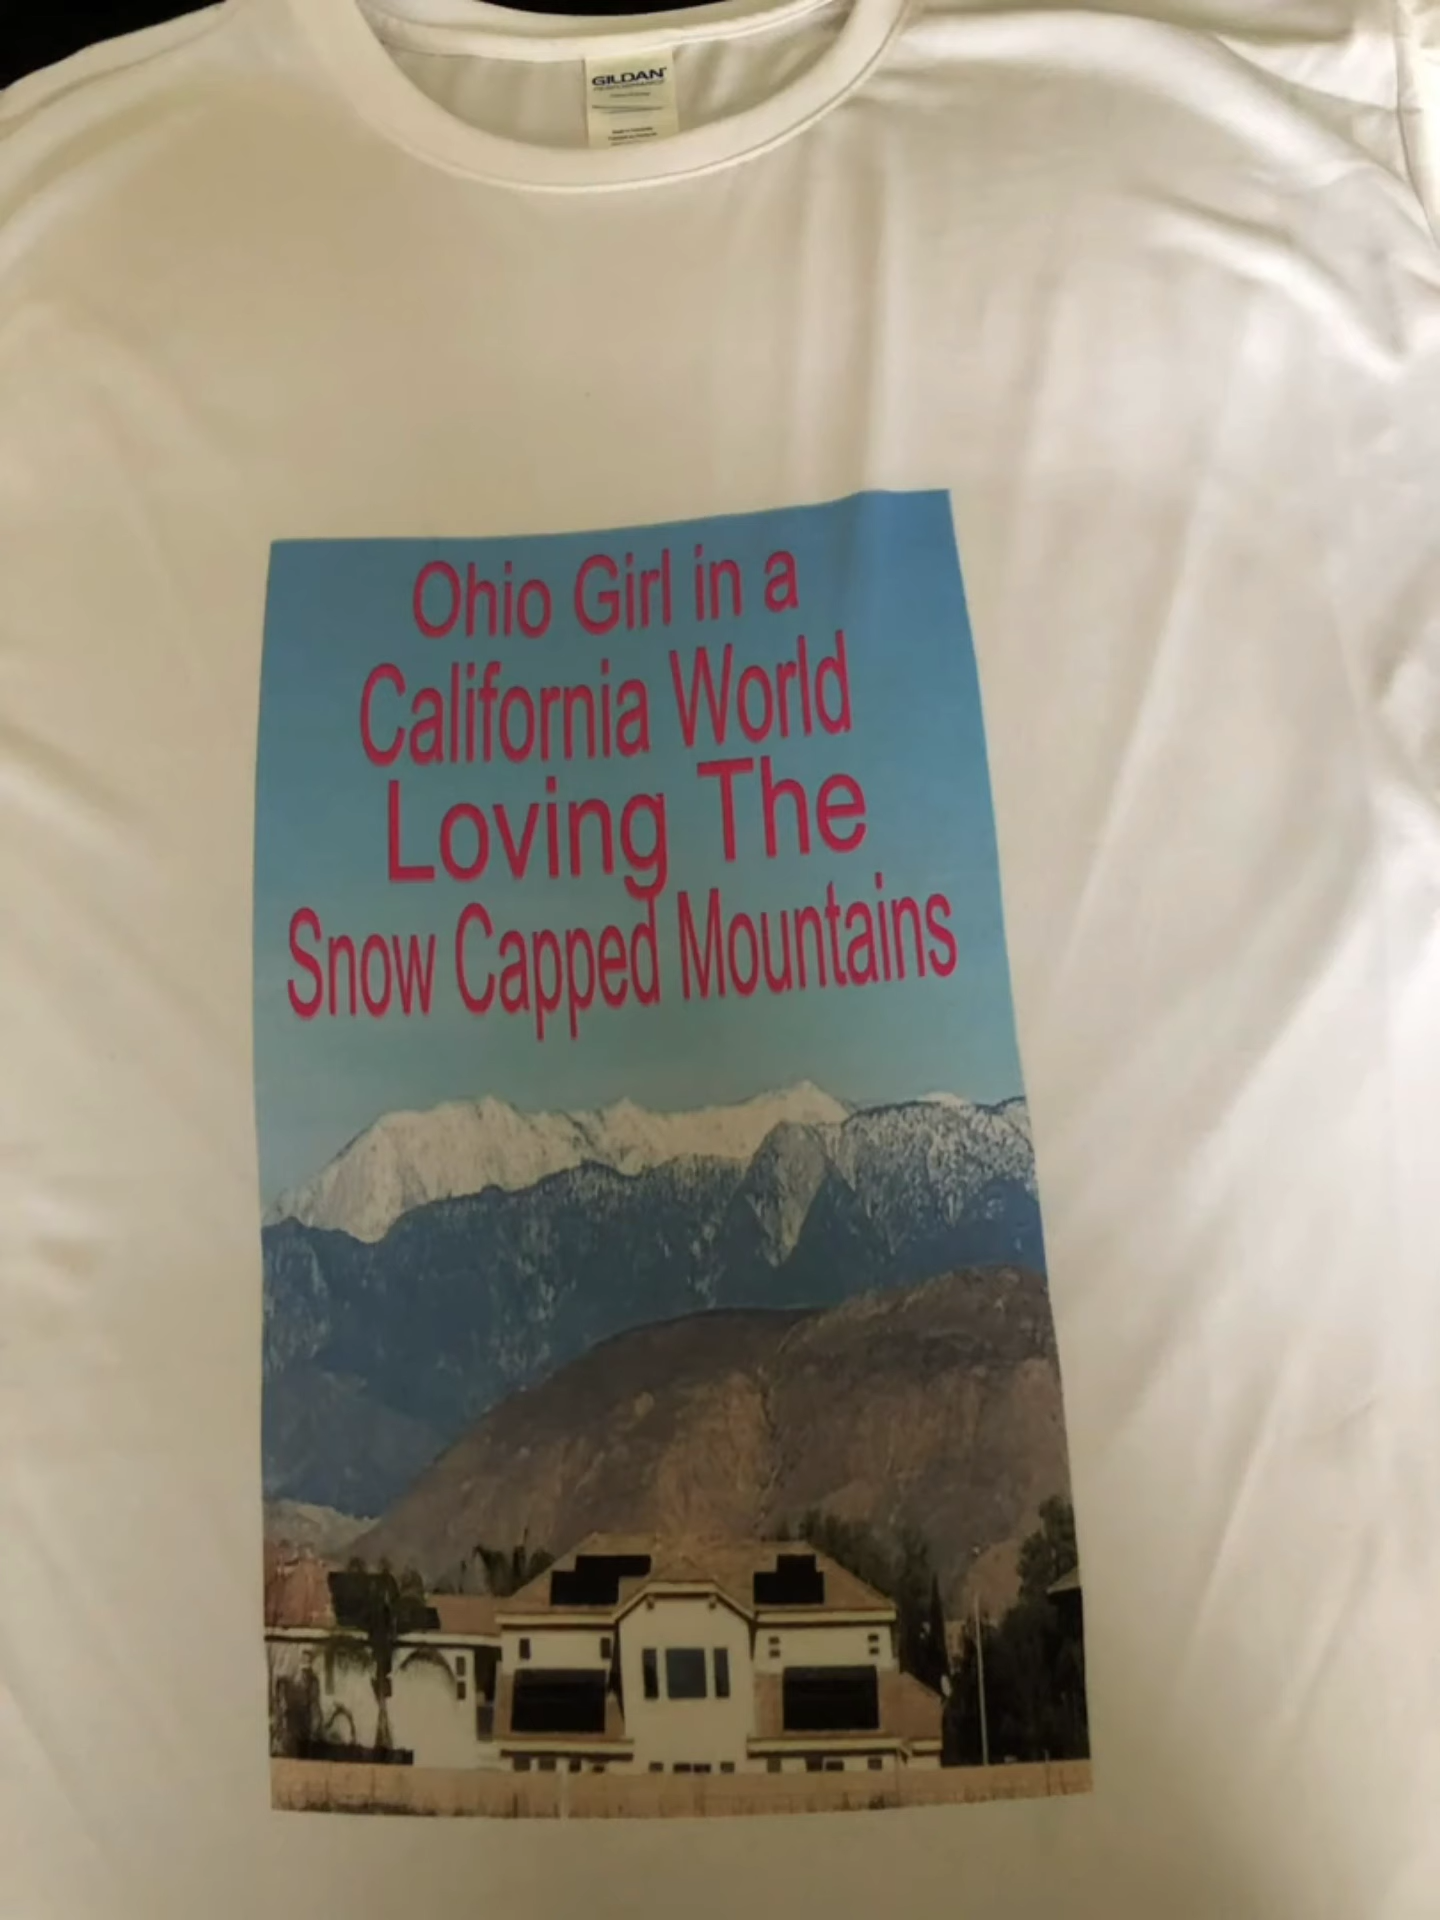 GILDAN
Ohio Girl in a
California World
Loving The
Snow Capped Mountains